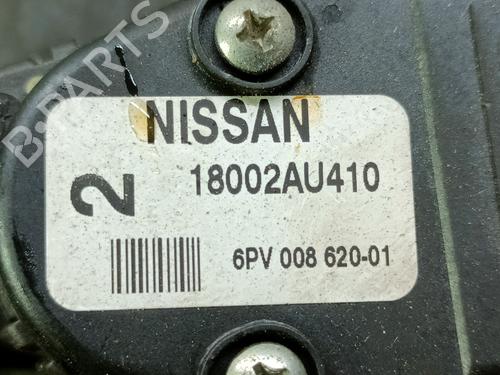 B-PARTS
NISSAN
2
18002AU410
6PV 008 620-01